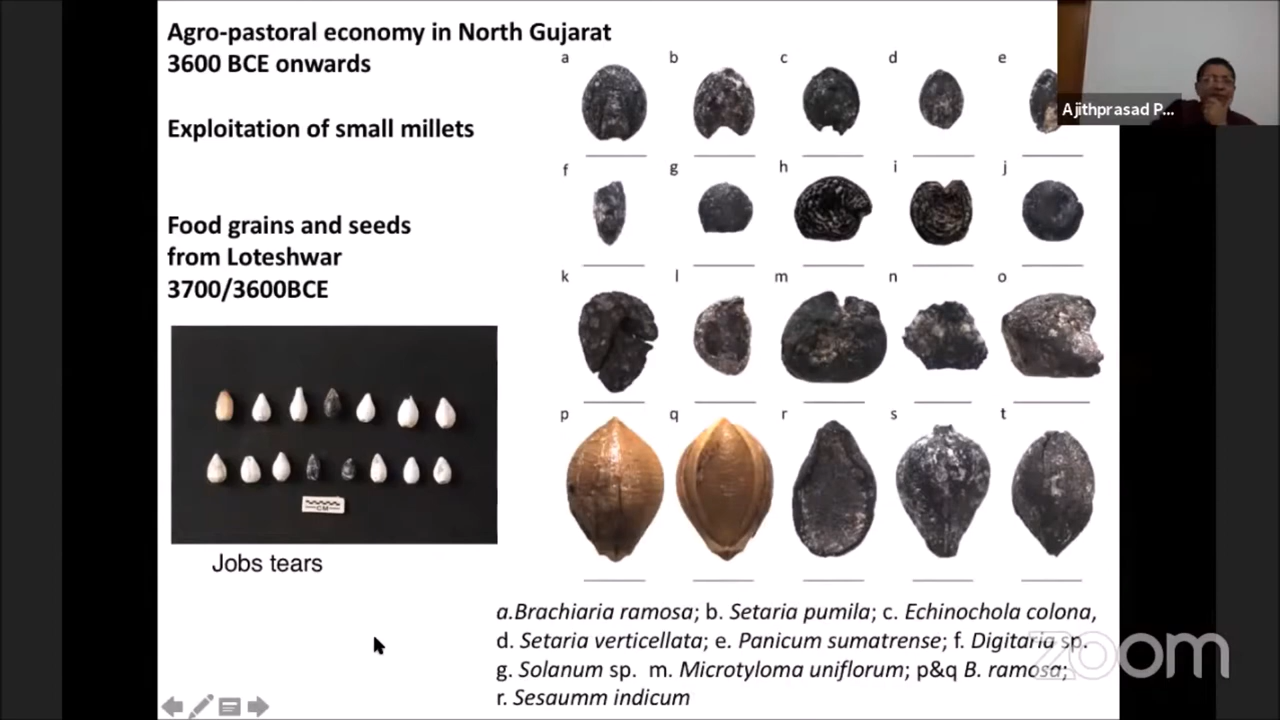 Agro-pastoral economy in North Gujarat
3600 BCE onwards
Exploitation of small millets
Food grains and seeds
from Loteshwar
3700/3600BCE
CM
Jobs tears
a b c d e
f g h i j
k l m n o
p q r s t
a.Brachiaria ramosa; b. Setaria pumila; c. Echinochola colona,
d. Setaria verticellata; e. Panicum sumatrense; f. Digitaria sp.
g. Solanum sp. m. Microtyloma uniflorum; p&q B. ramosa;
r. Sesaumm indicum
Ajithprasad P...
zoom